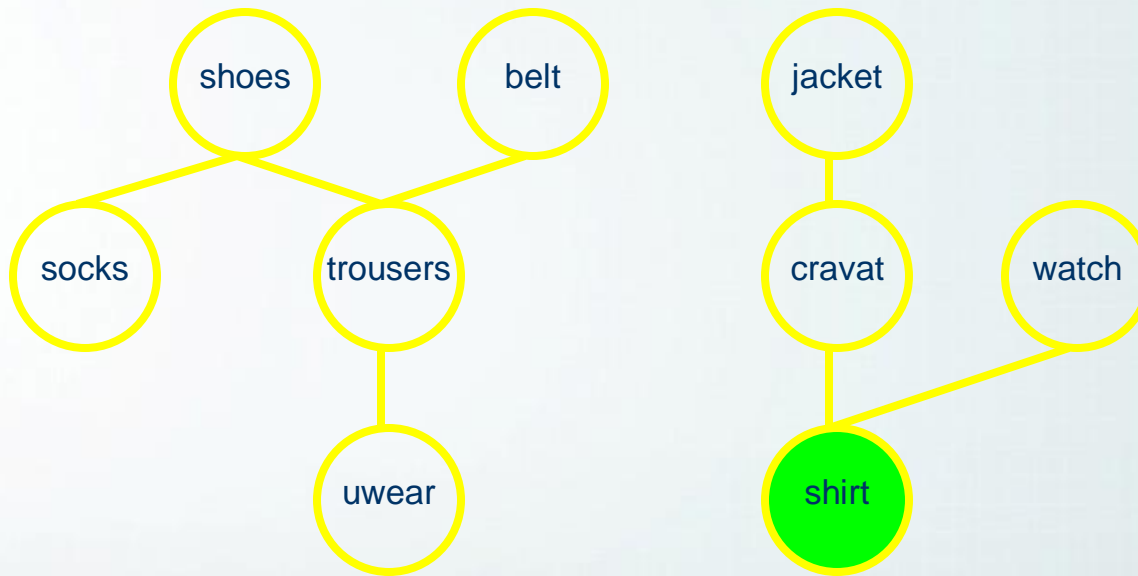 shoes
belt
jacket
socks
trousers
cravat
watch
uwear
shirt